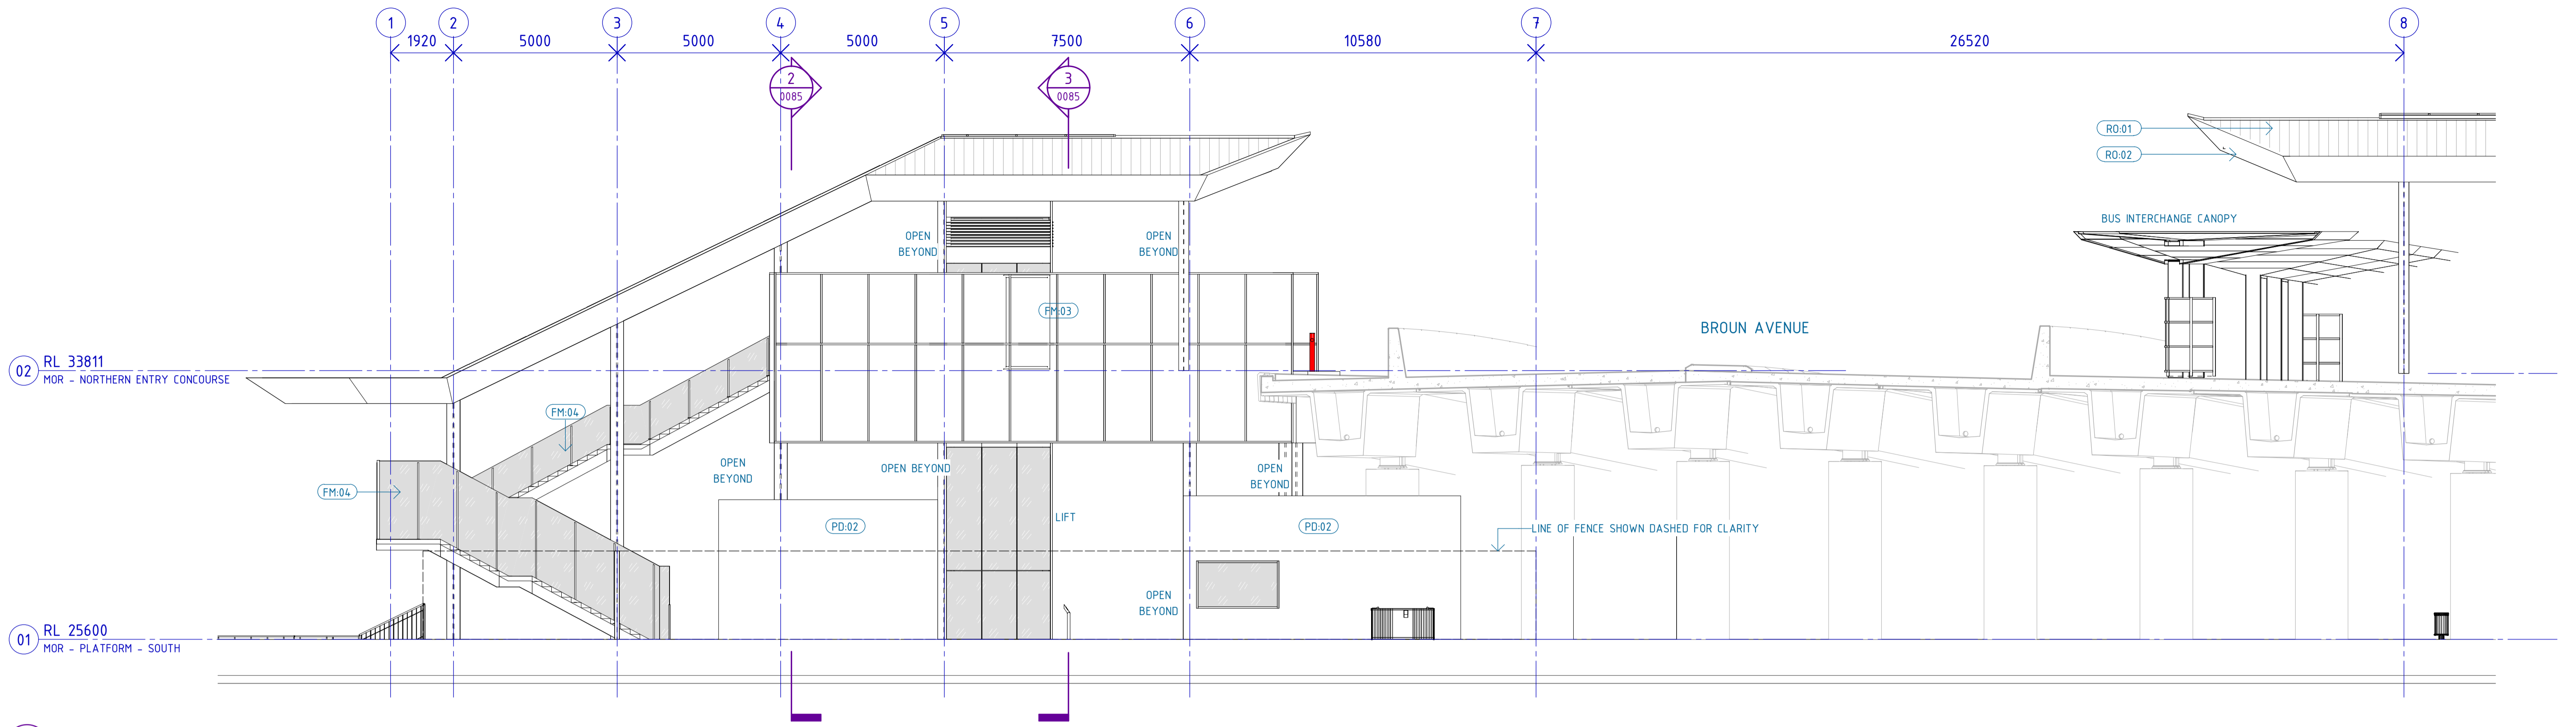 1 2 3 4 5 6 7 8
1920 5000 5000 5000 7500 10580 26520
2
0085
3
0085
RO:01
RO:02
BUS INTERCHANGE CANOPY
OPEN
BEYOND
OPEN
BEYOND
FM:03
BROUN AVENUE
02
RL 33811
MOR - NORTHERN ENTRY CONCOURSE
FM:04
OPEN
BEYOND
OPEN BEYOND
OPEN
BEYOND
FM:04
PD:02
LIFT
PD:02
LINE OF FENCE SHOWN DASHED FOR CLARITY
OPEN
BEYOND
01
RL 25600
MOR - PLATFORM - SOUTH